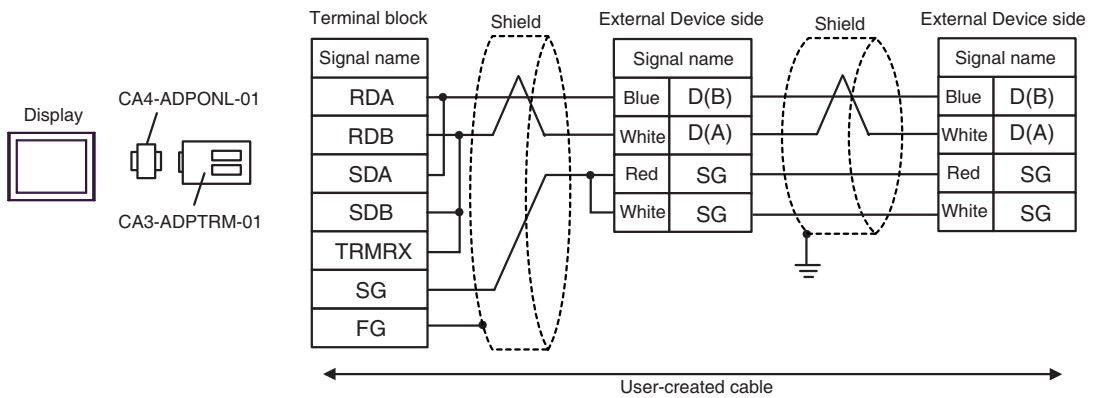 Display
CA4-ADPONL-01
CA3-ADPTRM-01
Terminal block
Signal name
RDA
RDB
SDA
SDB
TRMRX
SG
FG
Shield
External Device side
Signal name
Blue D(B)
White D(A)
Red SG
White SG
Shield
External Device side
Signal name
Blue D(B)
White D(A)
Red SG
White SG
User-created cable